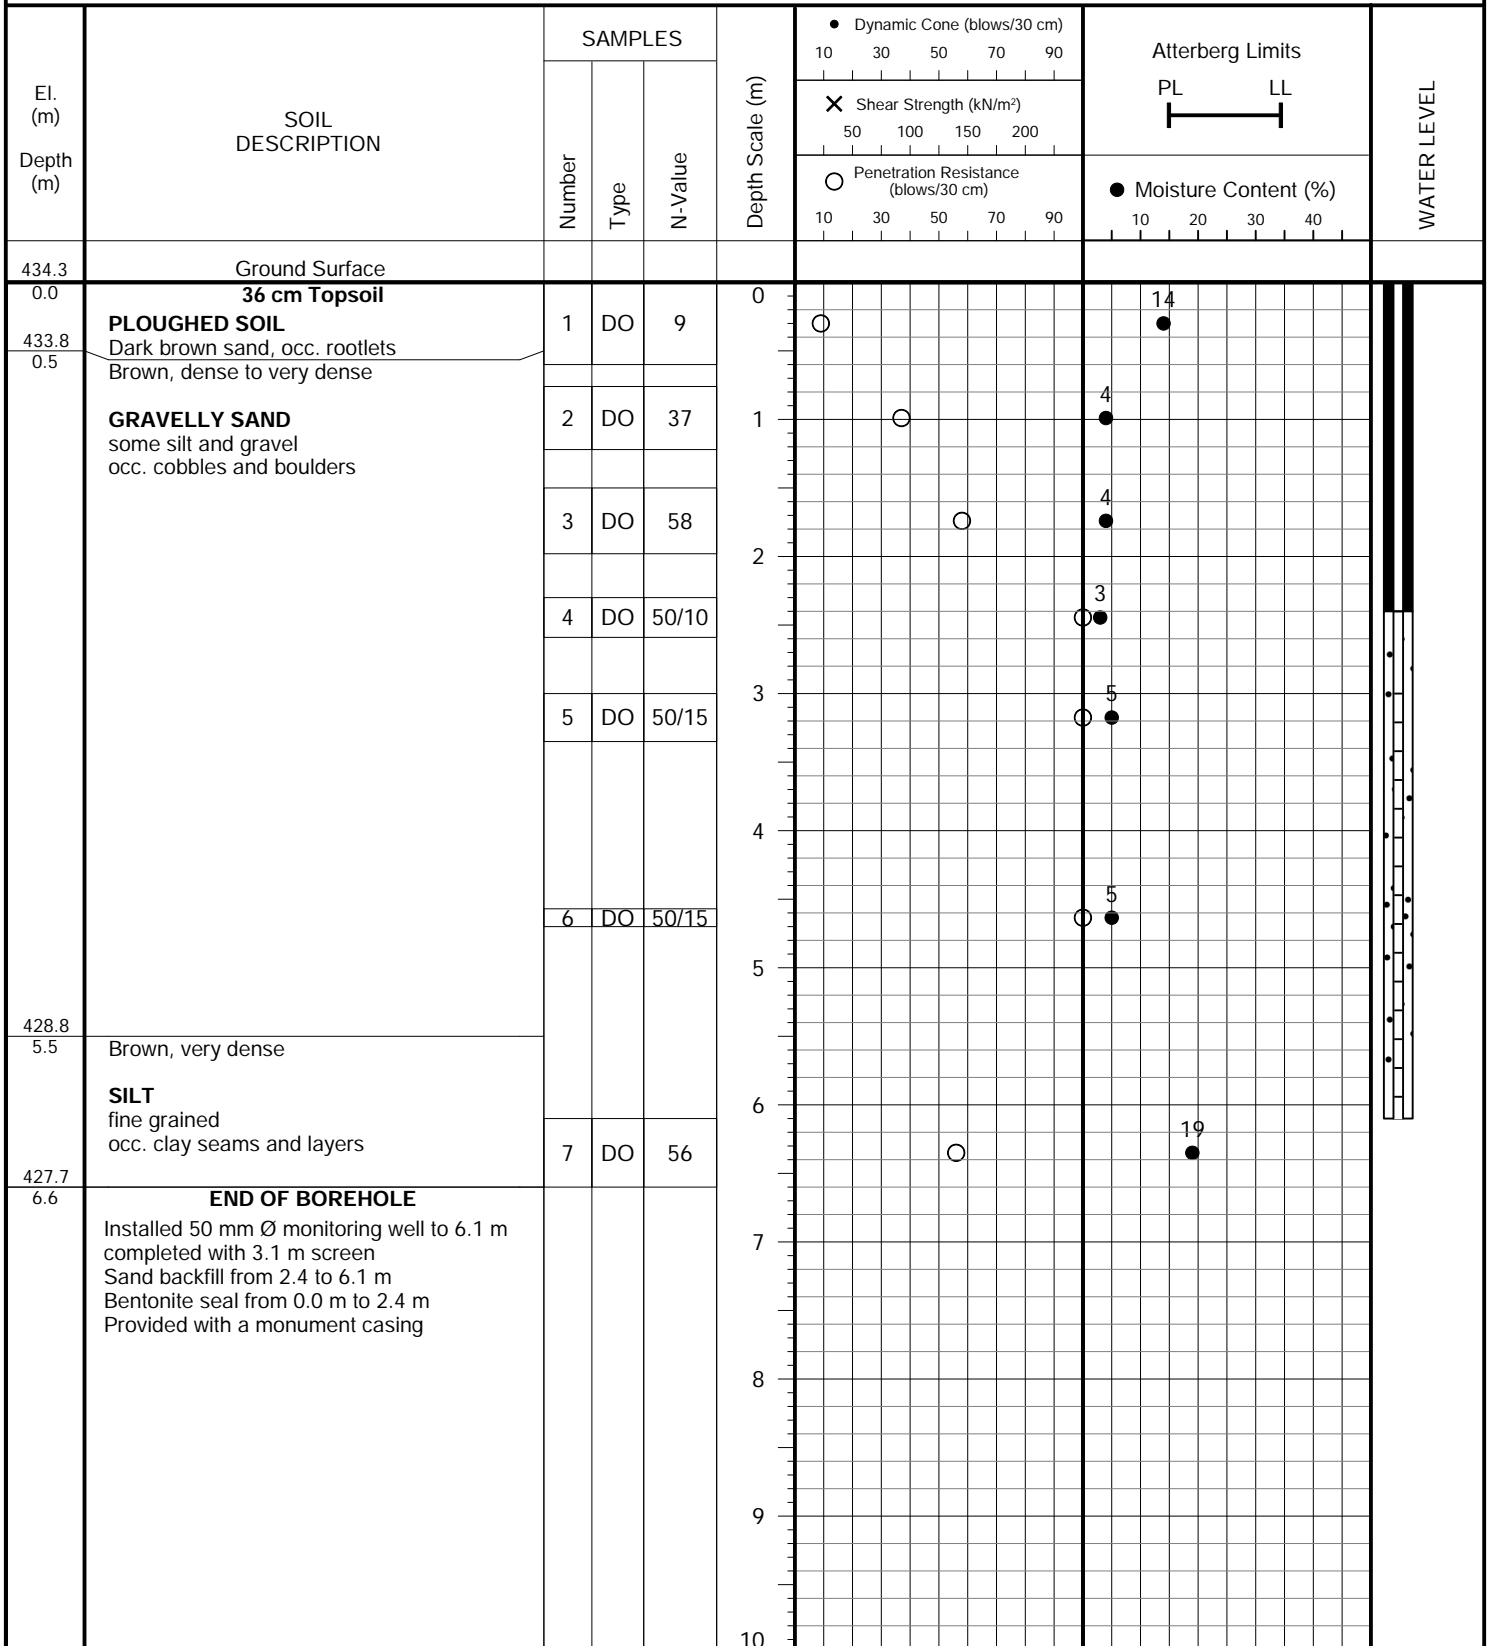 El.
(m)
Depth
(m)
SOIL
DESCRIPTION
SAMPLES
Number
Type
N-Value
Depth Scale (m)
● Dynamic Cone (blows/30 cm)
10 30 50 70 90
✕ Shear Strength (kN/m²)
50 100 150 200
○ Penetration Resistance
(blows/30 cm)
10 30 50 70 90
Atterberg Limits
PL LL
● Moisture Content (%)
10 20 30 40
WATER LEVEL
434.3 Ground Surface
0.0 36 cm Topsoil 0
14
PLOUGHED SOIL 1 DO 9
433.8 Dark brown sand, occ. rootlets
0.5 Brown, dense to very dense
4
GRAVELLY SAND 2 DO 37 1
some silt and gravel
occ. cobbles and boulders
4
3 DO 58
2
3
4 DO 50/10
3 5
5 DO 50/15
4
5
6 DO 50/15
5
428.8
5.5 Brown, very dense
SILT
fine grained 6
occ. clay seams and layers 19
7 DO 56
427.7
6.6 END OF BOREHOLE
Installed 50 mm Ø monitoring well to 6.1 m
7
completed with 3.1 m screen
Sand backfill from 2.4 to 6.1 m
Bentonite seal from 0.0 m to 2.4 m
Provided with a monument casing
8
9
10